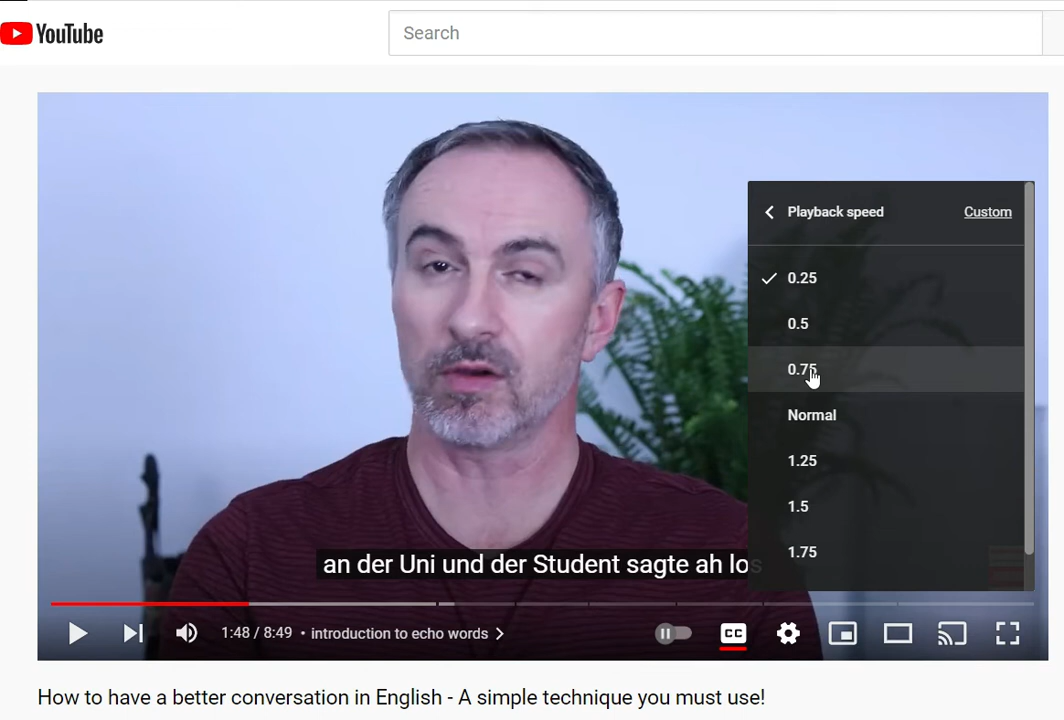 YouTube
Search
Playback speed Custom
0.25
0.5
0.75
Normal
1.25
1.5
1.75
an der Uni und der Student sagte ah los
1:48 / 8:49 • introduction to echo words
CC
How to have a better conversation in English - A simple technique you must use!